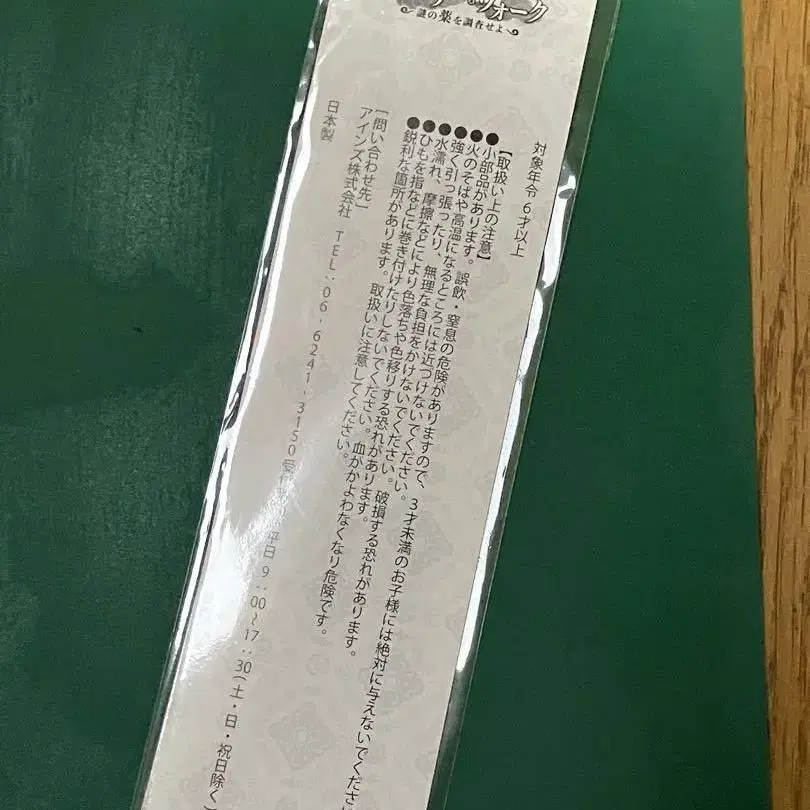 ウォーク
謎の薬を調査せよ
対象年令 6才以上
【取扱い上の注意】
●小部品があります。誤飲・窒息の危険がありますので、3才未満のお子様には絶対に与えないでください
●火のそばや高温になるところには近づけないでください。
●強く引っ張ったり、無理な負担をかけないでください。破損する恐れがあります。
●水濡れ、摩擦などにより色落ちや色移りする恐れがあります。
●ひもを指などに巻き付けたりしないでください。血がかよわなくなり危険です。
●鋭利な箇所があります。取扱いに注意してください。
[問い合わせ先]
アインズ株式会社 TEL:06-6241-3150 平日 9:00~17:30(土・日・祝日除く)
日本製